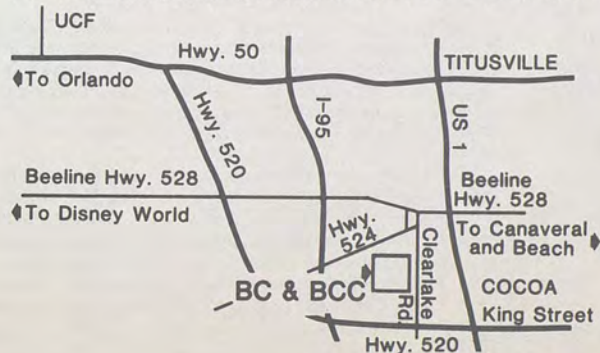 UCF
Hwy. 50
TITUSVILLE
To Orlando
Hwy. 520
I-95
US 1
Beeline Hwy. 528
Beeline
Hwy. 528
To Disney World
Hwy.
524
To Canaveral
and Beach
Clearlake
Rd.
BC & BCC
COCOA
King Street
Hwy. 520